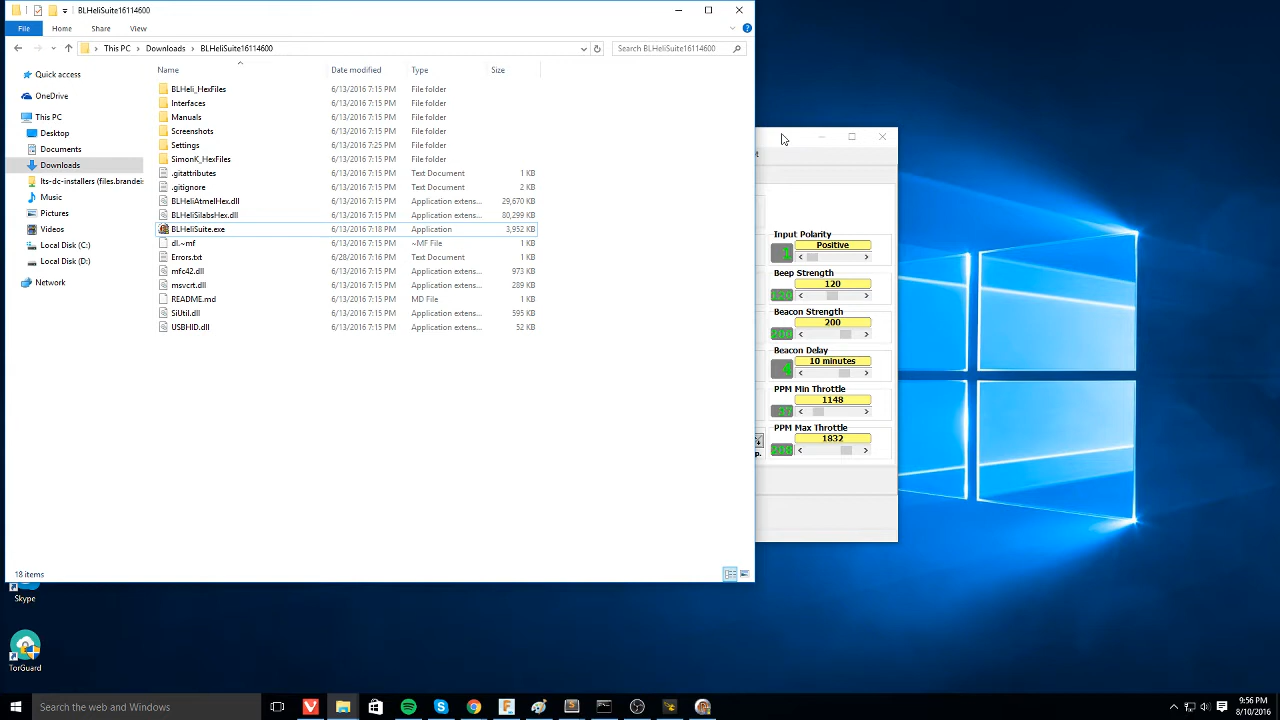 BLHeliSuite16114600
File Home Share View
This PC Downloads BLHeliSuite16114600
Search BLHeliSuite16114600
Name Date modified Type Size
Quick access
OneDrive
This PC
Desktop
Documents
Downloads
lts-dc-installers (files.brandeis
Music
Pictures
Videos
Local Disk (C:)
Local Disk (D:)
Network
BLHeli_HexFiles 6/13/2016 7:15 PM File folder
Interfaces 6/13/2016 7:15 PM File folder
Manuals 6/13/2016 7:15 PM File folder
Screenshots 6/13/2016 7:15 PM File folder
Settings 6/13/2016 7:25 PM File folder
SimonK_HexFiles 6/13/2016 7:15 PM File folder
.gitattributes 6/13/2016 7:15 PM Text Document 1 KB
.gitignore 6/13/2016 7:15 PM Text Document 2 KB
BLHeliAtmelHex.dll 6/13/2016 7:15 PM Application extens... 29,670 KB
BLHeliSilabsHex.dll 6/13/2016 7:15 PM Application extens... 80,299 KB
BLHeliSuite.exe 6/13/2016 7:18 PM Application 3,952 KB
dl.~mf 6/13/2016 7:15 PM ~MF File 1 KB
Errors.txt 6/28/2016 7:16 PM Text Document 1 KB
mfc42.dll 6/13/2016 7:15 PM Application extens... 973 KB
msvcrt.dll 6/13/2016 7:15 PM Application extens... 289 KB
README.md 6/13/2016 7:15 PM MD File 1 KB
SiUtil.dll 6/13/2016 7:15 PM Application extens... 595 KB
USBHID.dll 6/13/2016 7:15 PM Application extens... 52 KB
18 items
Input Polarity
Positive
1
Beep Strength
120
120
Beacon Strength
200
200
Beacon Delay
10 minutes
4
PPM Min Throttle
1148
37
PPM Max Throttle
1832
208
p.
Skype
TorGuard
Search the web and Windows
9:56 PM
8/10/2016